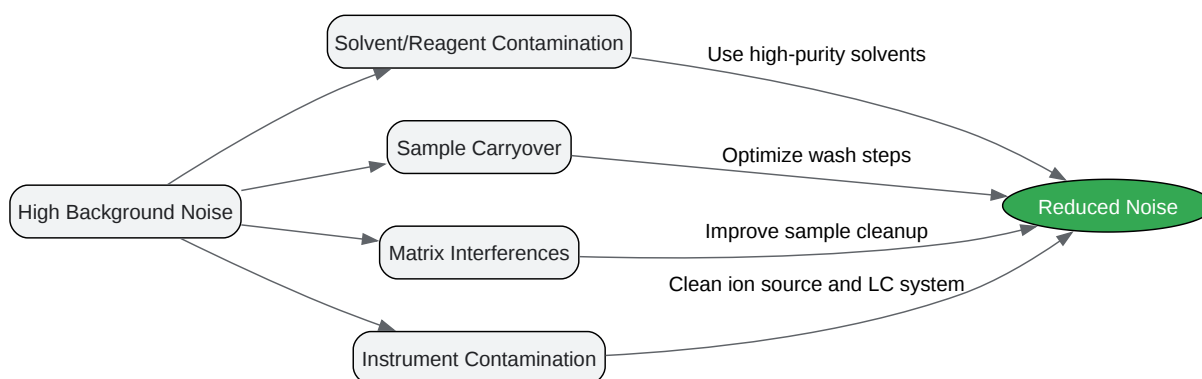 Solvent/Reagent Contamination
Use high-purity solvents
Sample Carryover
Optimize wash steps
High Background Noise
Reduced Noise
Matrix Interferences
Improve sample cleanup
Clean ion source and LC system
Instrument Contamination